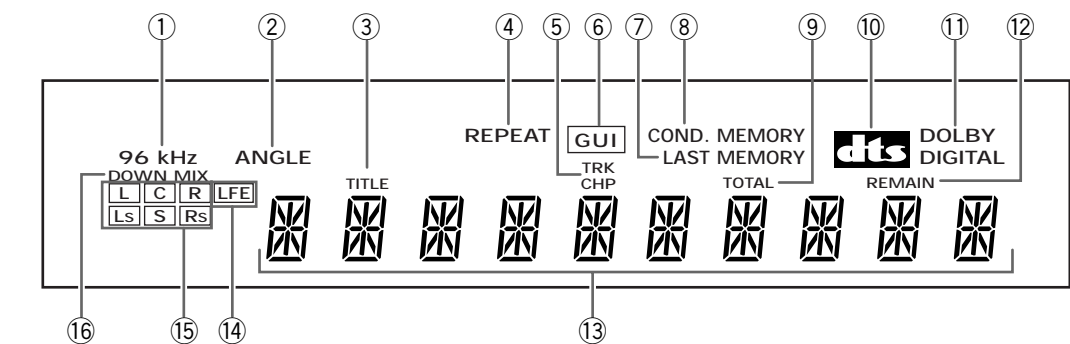 ① ② ③ ④ ⑤ ⑥ ⑦ ⑧ ⑨ ⑩ ⑪ ⑫
REPEAT GUI COND. MEMORY dts DOLBY
96 kHz ANGLE LAST MEMORY DIGITAL
DOWN MIX TITLE TRK TOTAL REMAIN
CHP
L C R LFE
Ls S Rs
⑯ ⑮ ⑭ ⑬